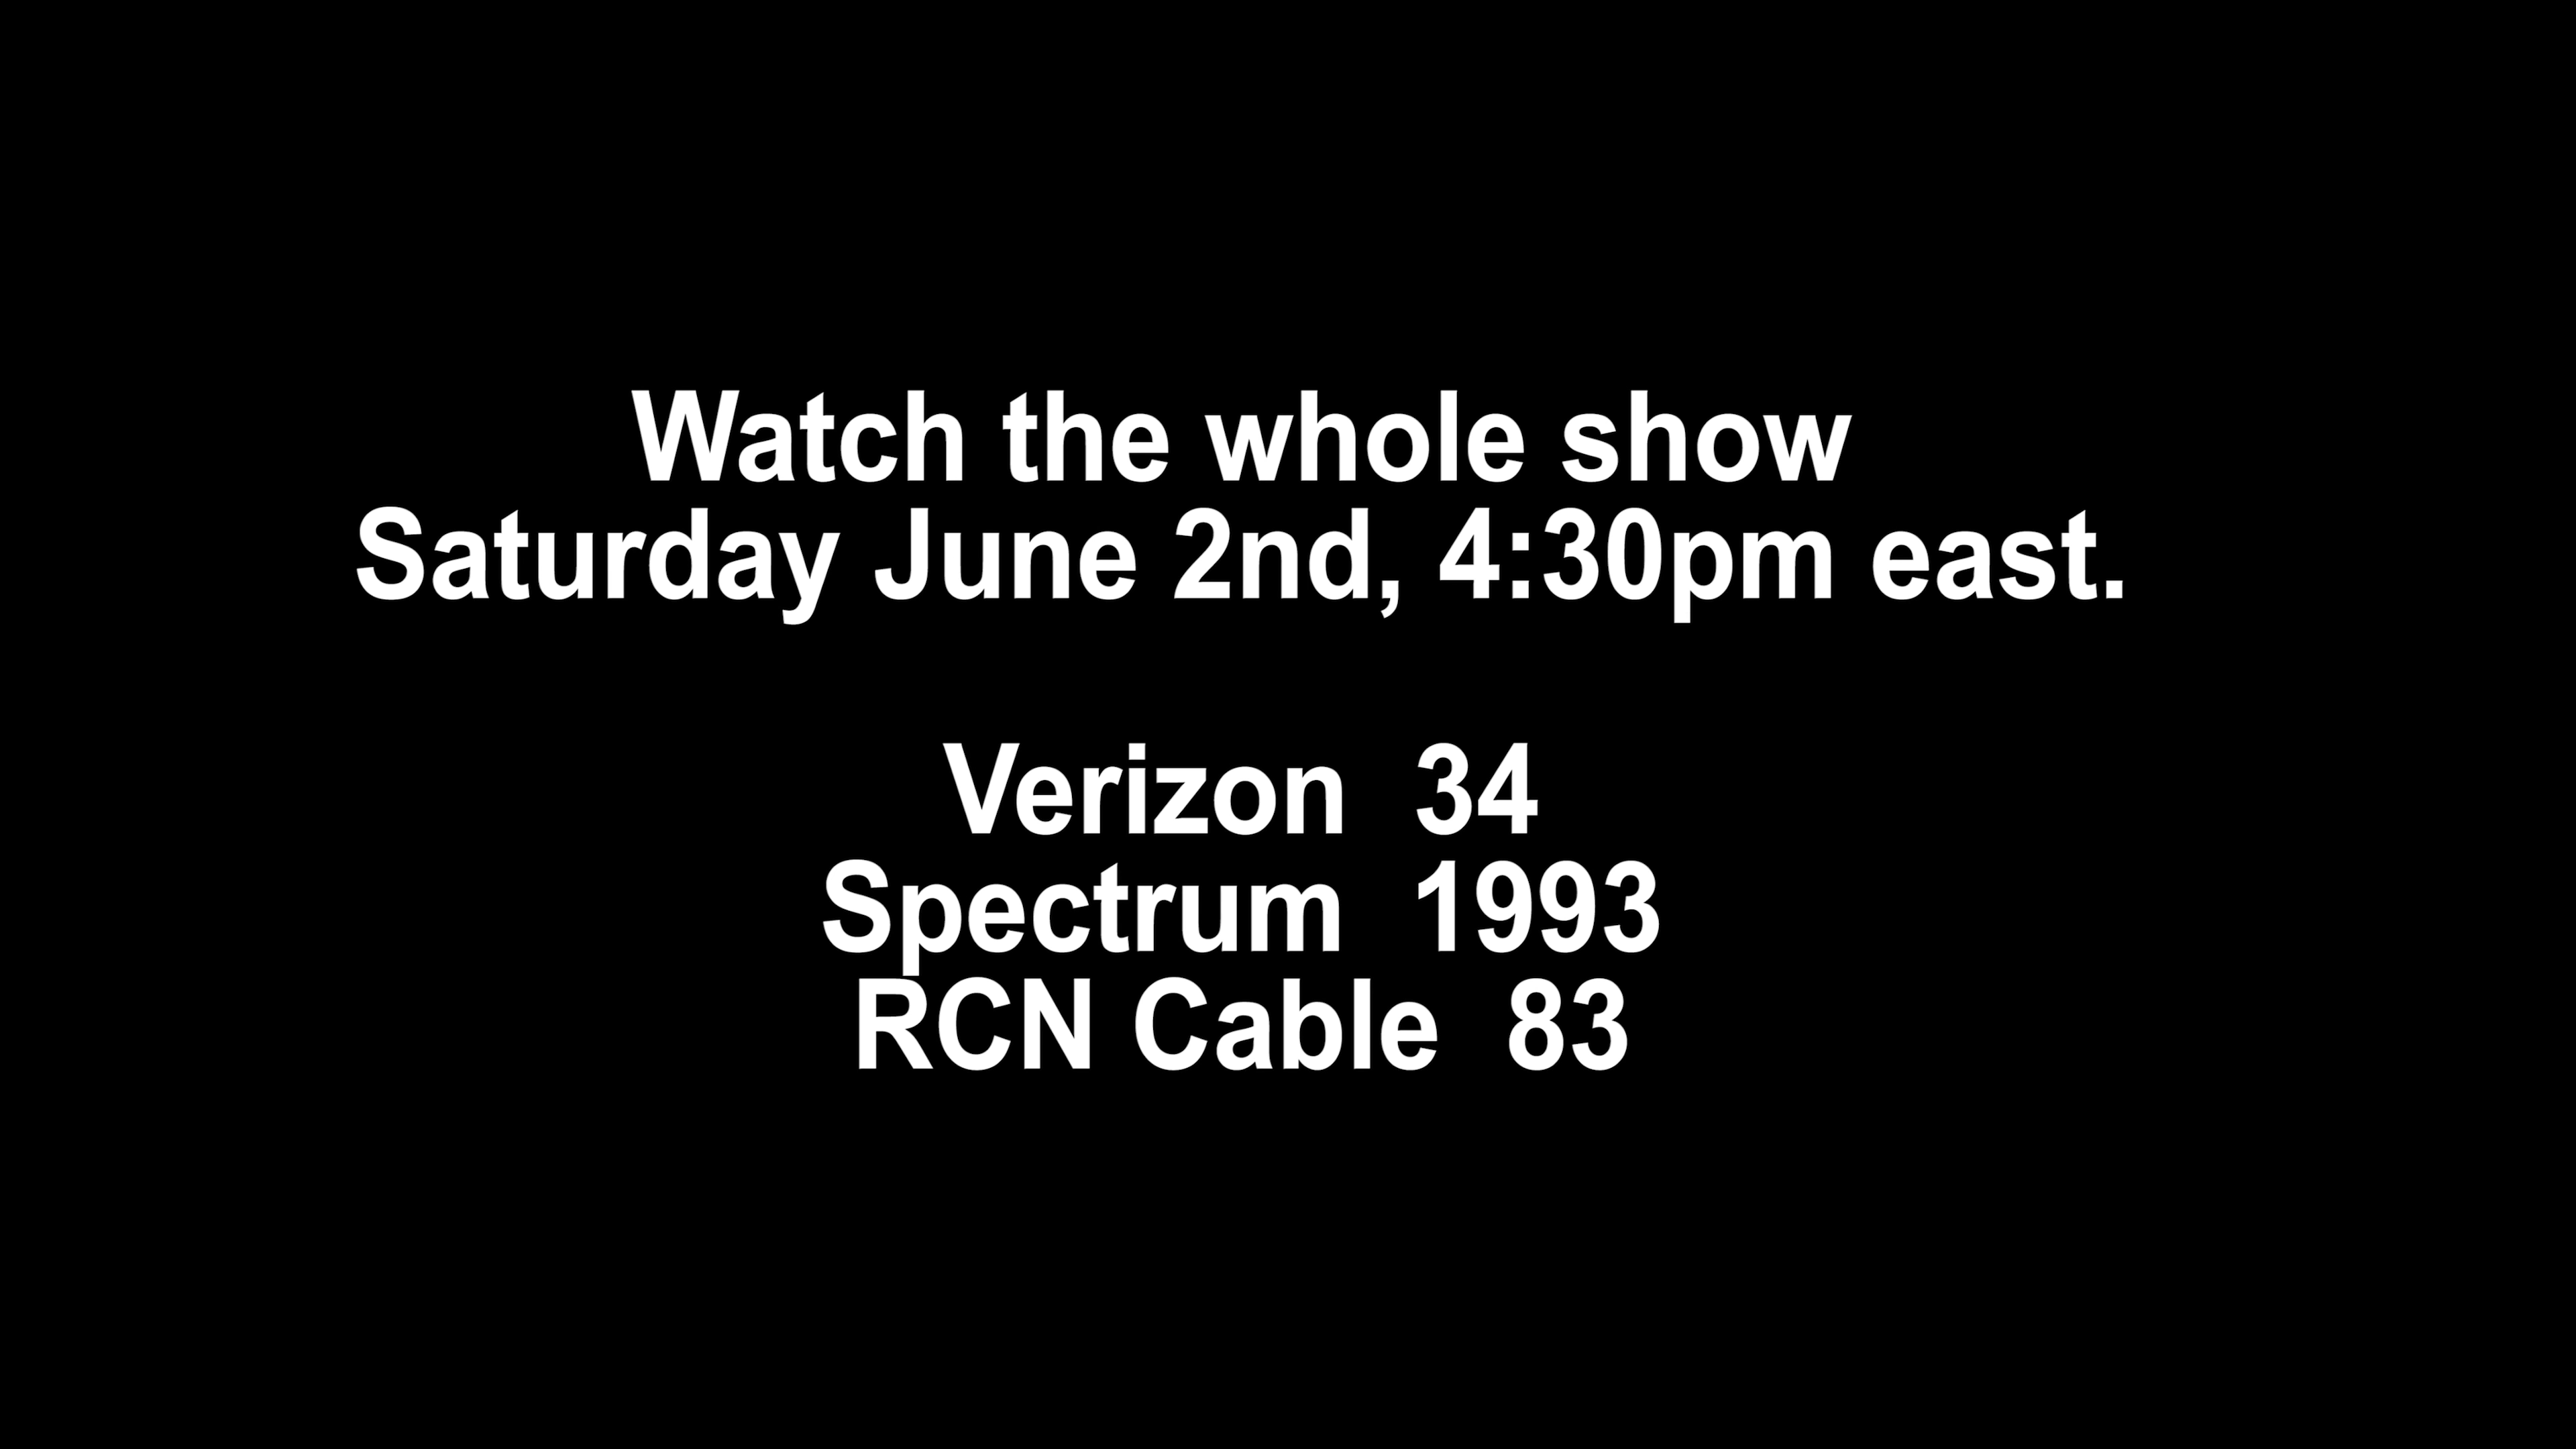 Watch the whole show
Saturday June 2nd, 4:30pm east.
Verizon  34
Spectrum  1993
RCN Cable  83